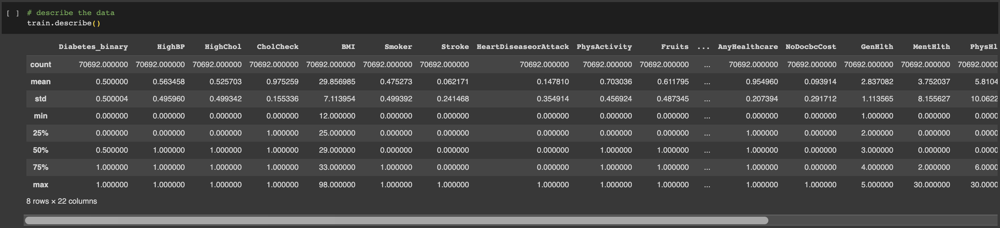 [ ] # describe the data
train.describe()
Diabetes_binary HighBP HighChol CholCheck BMI Smoker Stroke HeartDiseaseorAttack PhysActivity Fruits ... AnyHealthcare NoDocbcCost GenHlth MentHlth PhysHl
count 70692.000000 70692.000000 70692.000000 70692.000000 70692.000000 70692.000000 70692.000000 70692.000000 70692.000000 70692.000000 ... 70692.000000 70692.000000 70692.000000 70692.000000 70692.0000
mean 0.500000 0.563458 0.525703 0.975259 29.856985 0.475273 0.062171 0.147810 0.703036 0.611795 ... 0.954960 0.093914 2.837082 3.752037 5.8104
std 0.500004 0.495960 0.499342 0.155336 7.113954 0.499392 0.241468 0.354914 0.456924 0.487345 ... 0.207394 0.291712 1.113565 8.155627 10.0622
min 0.000000 0.000000 0.000000 0.000000 12.000000 0.000000 0.000000 0.000000 0.000000 0.000000 ... 0.000000 0.000000 1.000000 0.000000 0.0000
25% 0.000000 0.000000 0.000000 1.000000 25.000000 0.000000 0.000000 0.000000 0.000000 0.000000 ... 1.000000 0.000000 2.000000 0.000000 0.0000
50% 0.500000 1.000000 1.000000 1.000000 29.000000 0.000000 0.000000 0.000000 1.000000 1.000000 ... 1.000000 0.000000 3.000000 0.000000 0.0000
75% 1.000000 1.000000 1.000000 1.000000 33.000000 1.000000 0.000000 0.000000 1.000000 1.000000 ... 1.000000 0.000000 4.000000 2.000000 6.0000
max 1.000000 1.000000 1.000000 1.000000 98.000000 1.000000 1.000000 1.000000 1.000000 1.000000 ... 1.000000 1.000000 5.000000 30.000000 30.0000
8 rows × 22 columns